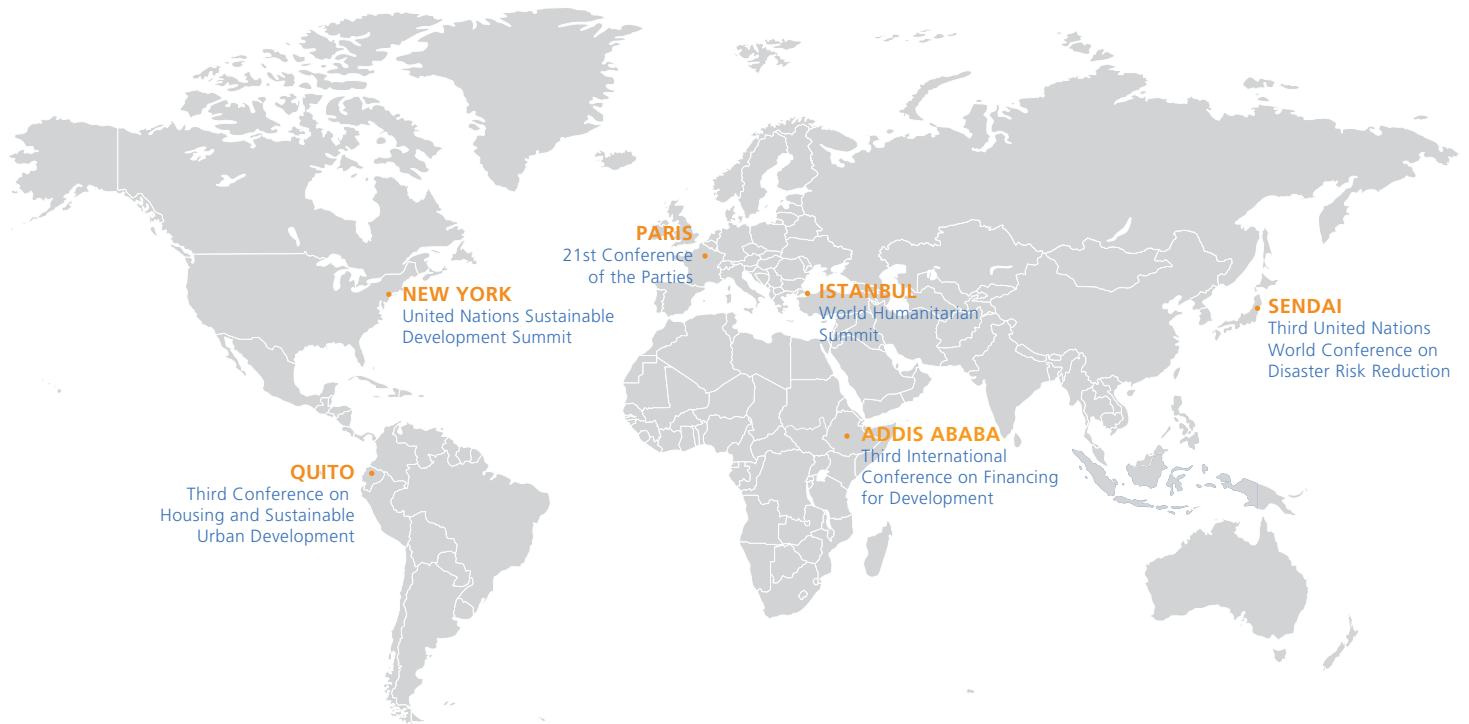 PARIS
21st Conference
of the Parties
NEW YORK
United Nations Sustainable
Development Summit
ISTANBUL
World Humanitarian
Summit
SENDAI
Third United Nations
World Conference on
Disaster Risk Reduction
ADDIS ABABA
Third International
Conference on Financing
for Development
QUITO
Third Conference on
Housing and Sustainable
Urban Development